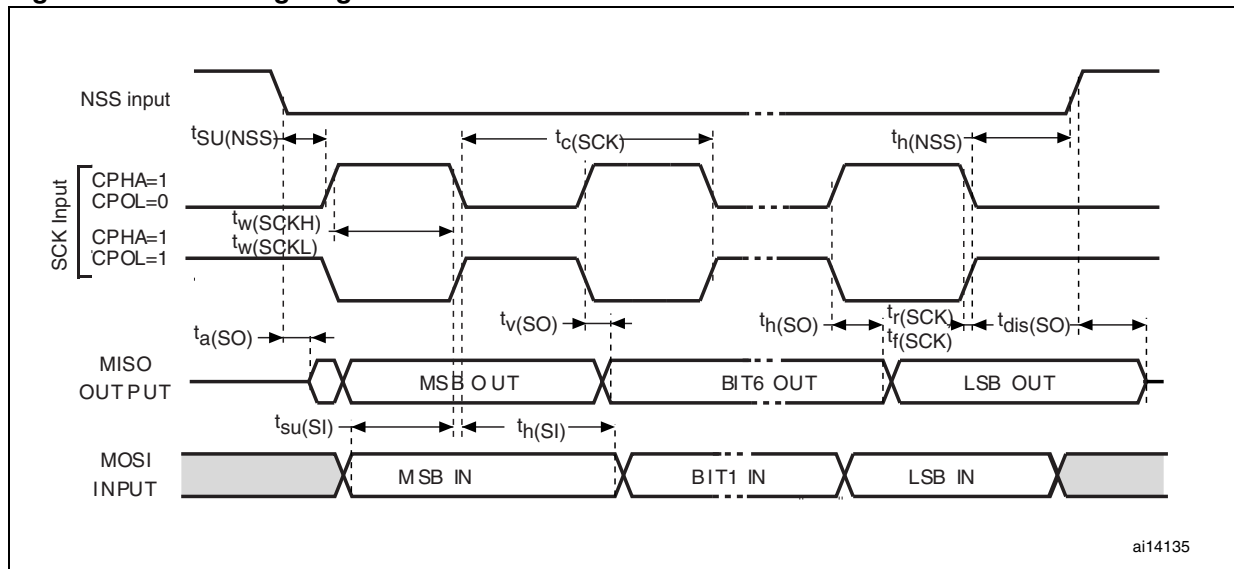 NSS input
tSU(NSS)
tc(SCK)
th(NSS)
SCK Input
CPHA=1
CPOL=0
tw(SCKH)
CPHA=1
tw(SCKL)
CPOL=1
ta(SO)
tv(SO)
th(SO)
tr(SCK)
tf(SCK)
tdis(SO)
MISO
OUTPUT
MSB OUT
BIT6 OUT
LSB OUT
tsu(SI)
th(SI)
MOSI
INPUT
MSB IN
BIT1 IN
LSB IN
ai14135